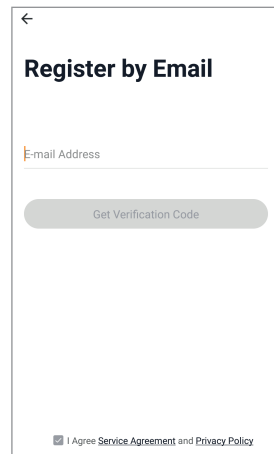 Register by Email
E-mail Address
Get Verification Code
I Agree Service Agreement and Privacy Policy